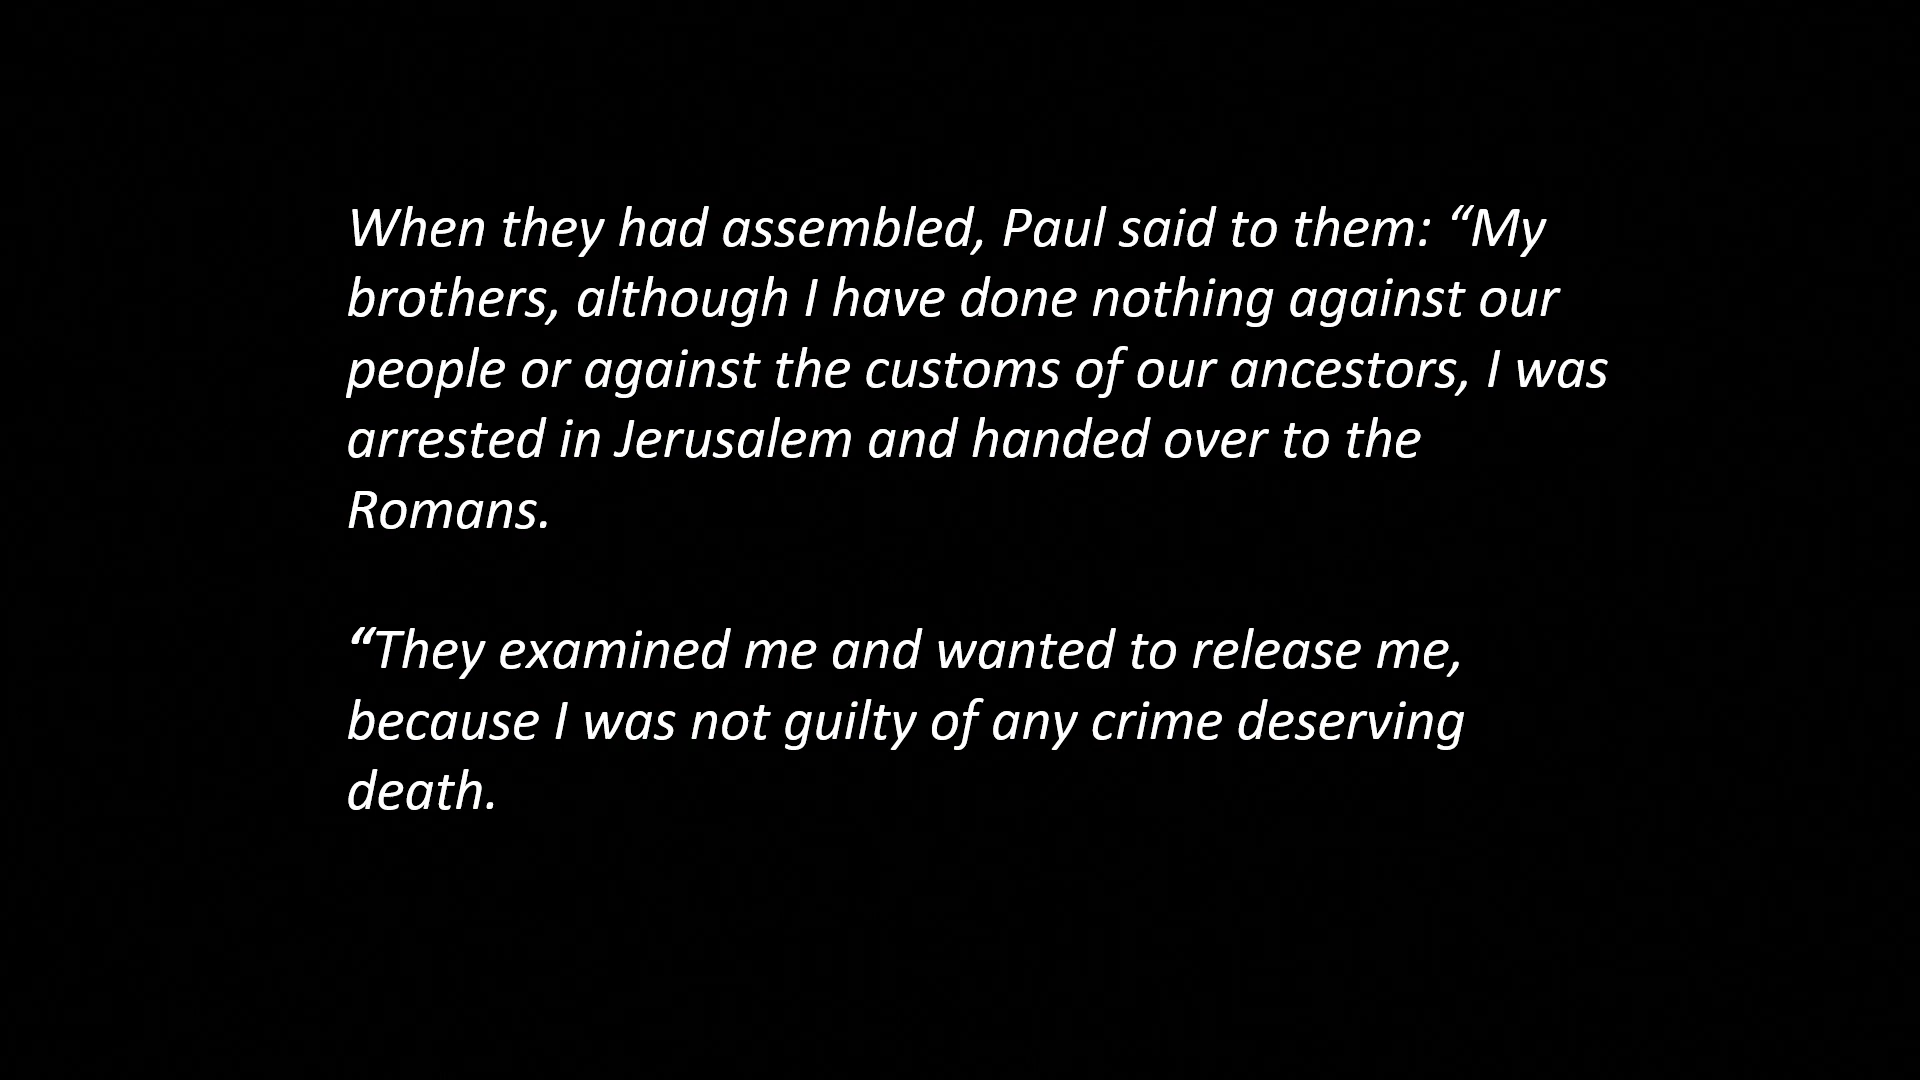 When they had assembled, Paul said to them: “My
brothers, although I have done nothing against our
people or against the customs of our ancestors, I was
arrested in Jerusalem and handed over to the
Romans.
“They examined me and wanted to release me,
because I was not guilty of any crime deserving
death.